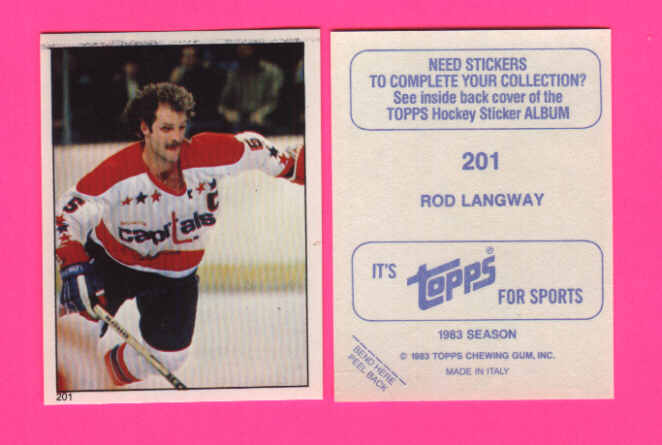 5
C
capitals
5
201
NEED STICKERS
TO COMPLETE YOUR COLLECTION?
See inside back cover of the
TOPPS Hockey Sticker ALBUM
201
ROD LANGWAY
IT'S topps® FOR SPORTS
1983 SEASON
© 1983 TOPPS CHEWING GUM, INC.
MADE IN ITALY
BEND HERE
PEEL BACK